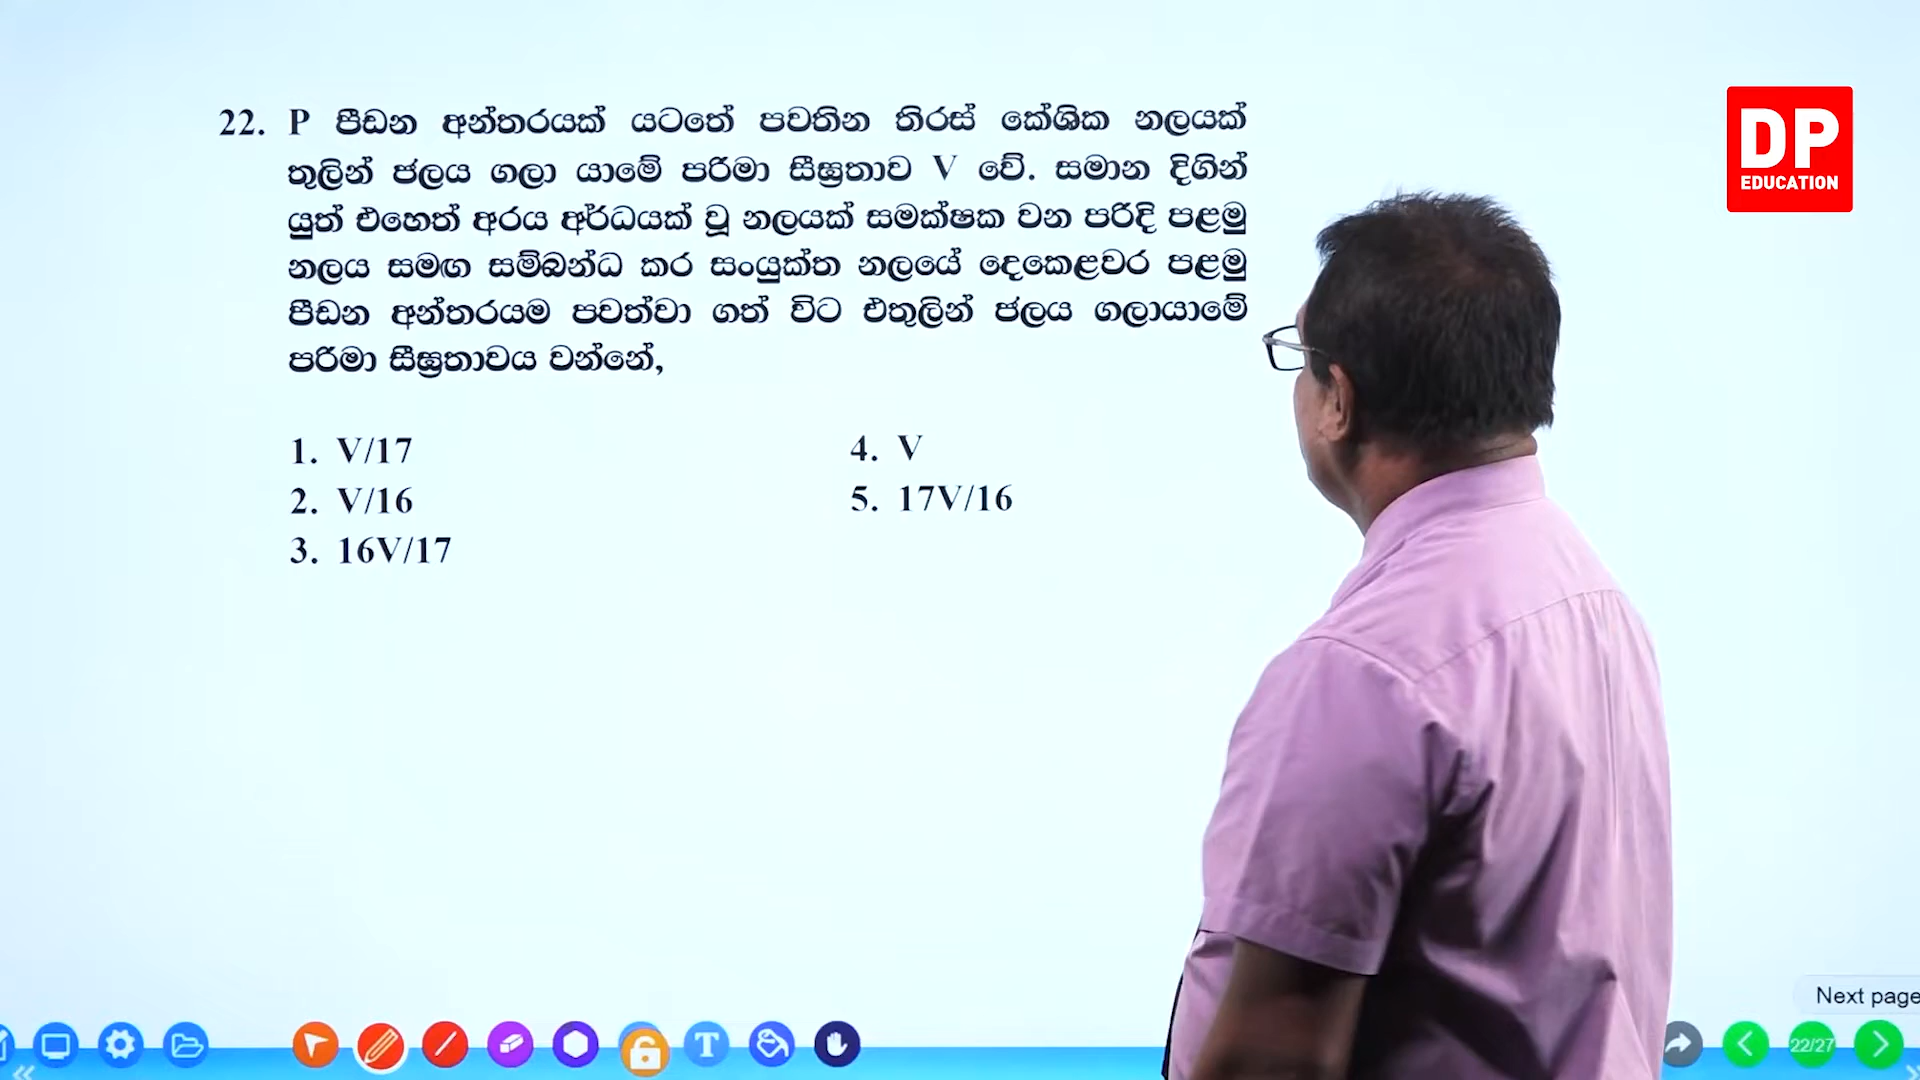 DP
EDUCATION
22. P පීඩන අන්තරයක් යටතේ පවතින තිරස් කේශික නලයක්
තුලින් ජලය ගලා යාමේ පරිමා සීඝ්‍රතාව V වේ. සමාන දිගින්
යුත් එහෙත් අරය අර්ධයක් වූ නලයක් සමක්ෂක වන පරිදි පළමු
නලය සමඟ සම්බන්ධ කර සංයුක්ත නලයේ දෙකෙළවර පළමු
පීඩන අන්තරයම පවත්වා ගත් විට එතුලින් ජලය ගලායාමේ
පරිමා සීඝ්‍රතාවය වන්නේ,
1. V/17
2. V/16
3. 16V/17
4. V
5. 17V/16
Next page
T
22/27